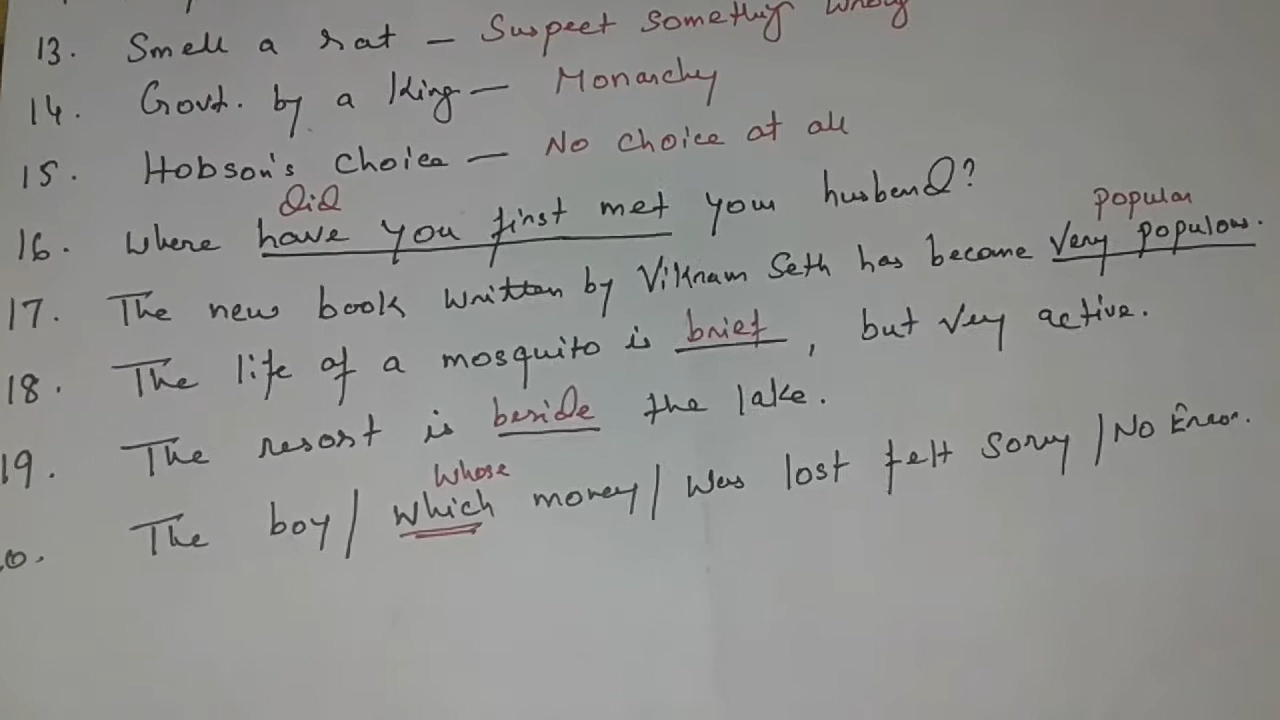 13. Smell a rat - Suspect something wrong
14. Govt. by a King - Monarchy
15. Hobson's choice - No choice at all
Did
16. Where have you first met your husband?
popular
17. The new book written by Vikram Seth has become very populous.
18. The life of a mosquito is brief, but very active.
19. The resort is beside the lake.
whose
0. The boy/ which money/ was lost felt sorry/No Error.